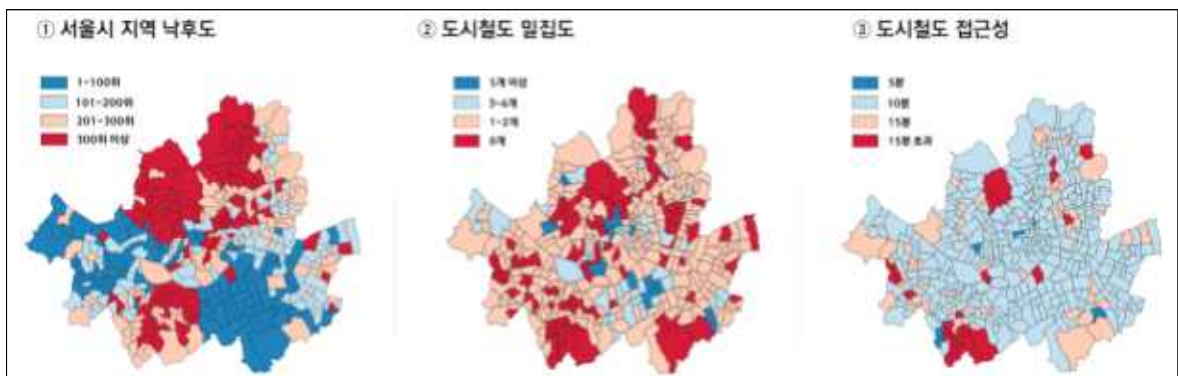 ① 서울시 지역 낙후도
1~100위
101~200위
201~300위
300위 이상
② 도시철도 밀집도
5개 이상
3~4개
1~2개
0개
③ 도시철도 접근성
5분
10분
15분
15분 초과